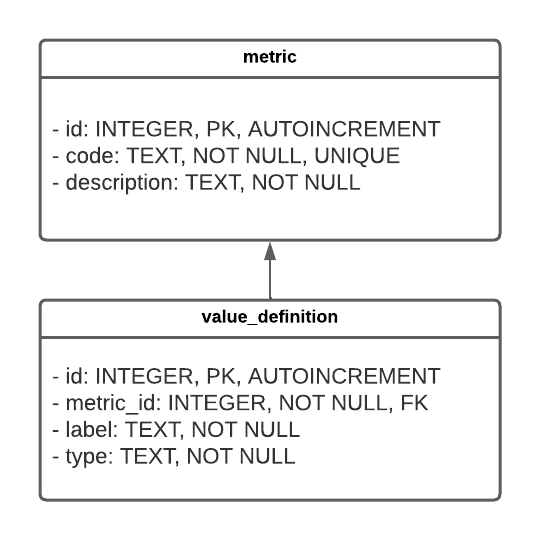 metric
- id: INTEGER, PK, AUTOINCREMENT
- code: TEXT, NOT NULL, UNIQUE
- description: TEXT, NOT NULL
value_definition
- id: INTEGER, PK, AUTOINCREMENT
- metric_id: INTEGER, NOT NULL, FK
- label: TEXT, NOT NULL
- type: TEXT, NOT NULL